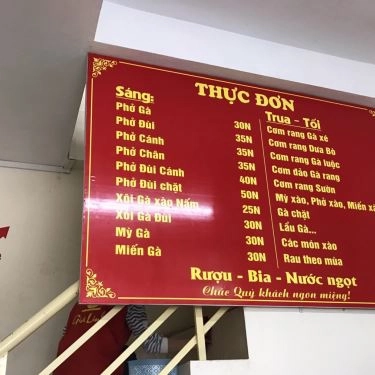 THỰC ĐƠN
Sáng:
Phở Gà 30N
Phở Đùi 35N
Phở Cánh 35N
Phở Chân 35N
Phở Đùi Cánh 40N
Phở Đùi chặt 50N
Xôi Gà xào Nấm 25N
Xôi Gà Đùi 30N
Mỳ Gà 30N
Miến Gà 30N
Trưa - Tối
Cơm rang Gà xé
Cơm rang Dưa Bò
Cơm rang Gà luộc
Cơm đảo Gà rang
Cơm rang Sườn
Mỳ xào, Phở xào, Miến
Gà chặt
Lẩu Gà...
Các món xào
Rau theo mùa
Rượu - Bia - Nước ngọt
Chúc Quý khách ngon miệng!